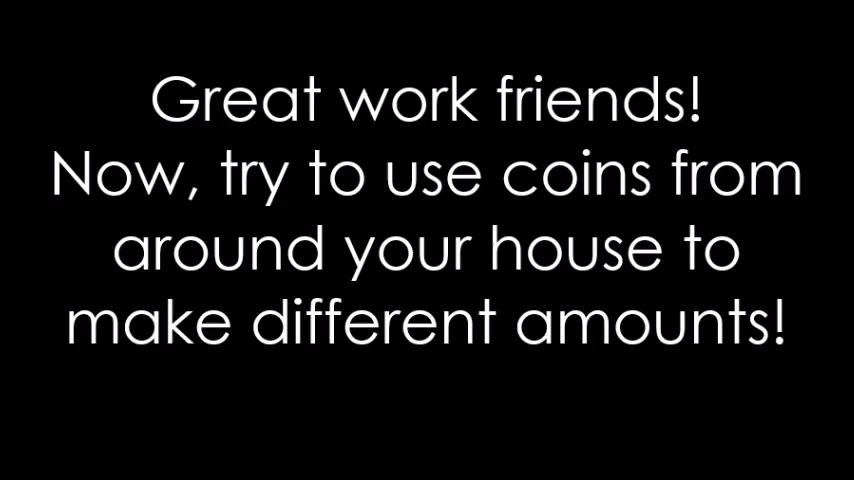 Great work friends!
Now, try to use coins from
around your house to
make different amounts!